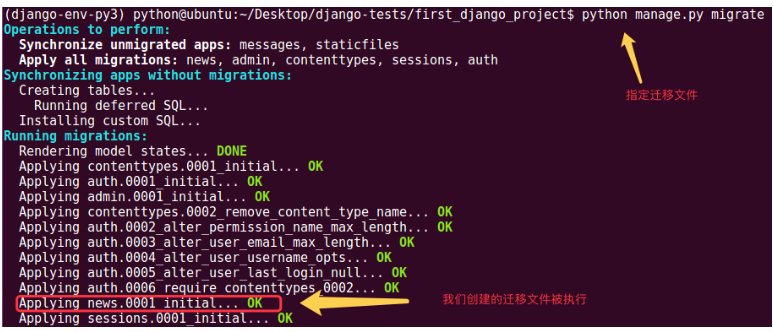 (django-env-py3) python@ubuntu:~/Desktop/django-tests/first_django_project$ python manage.py migrate
Operations to perform:
  Synchronize unmigrated apps: messages, staticfiles
  Apply all migrations: news, admin, contenttypes, sessions, auth
Synchronizing apps without migrations:
  Creating tables...
    Running deferred SQL...
  Installing custom SQL...
Running migrations:
  Rendering model states... DONE
  Applying contenttypes.0001_initial... OK
  Applying auth.0001_initial... OK
  Applying admin.0001_initial... OK
  Applying contenttypes.0002_remove_content_type_name... OK
  Applying auth.0002_alter_permission_name_max_length... OK
  Applying auth.0003_alter_user_email_max_length... OK
  Applying auth.0004_alter_user_username_opts... OK
  Applying auth.0005_alter_user_last_login_null... OK
  Applying auth.0006_require_contenttypes_0002... OK
  Applying news.0001_initial... OK
  Applying sessions.0001_initial... OK
指定迁移文件
我们创建的迁移文件被执行